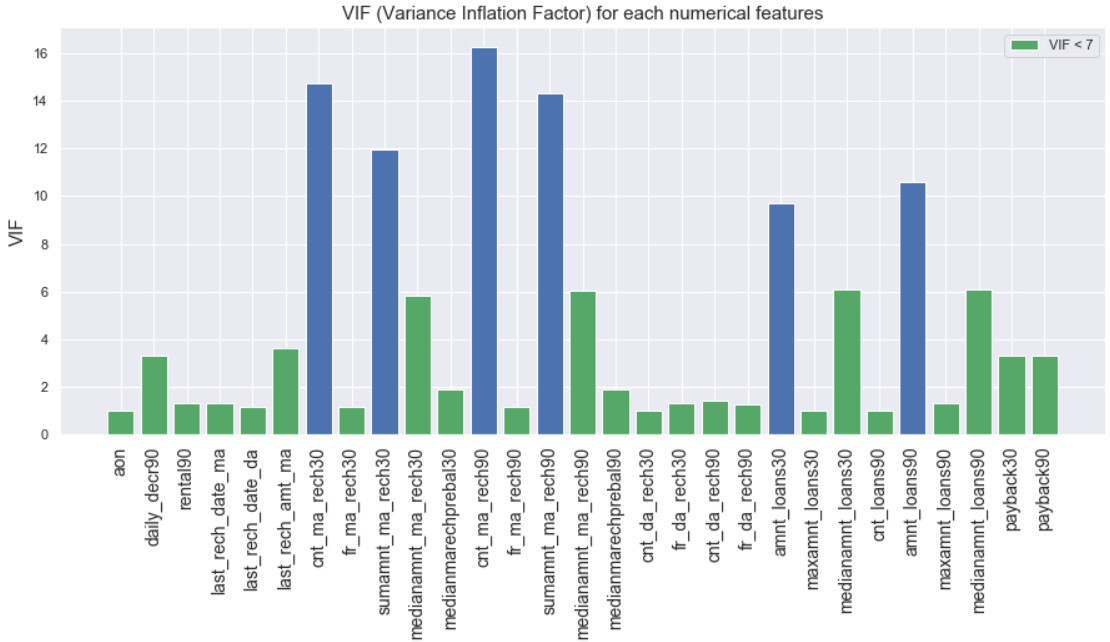 VIF (Variance Inflation Factor) for each numerical features
VIF < 7
16
14
12
10
8
6
4
2
0
VIF
aon
daily_decr90
rental90
last_rech_date_ma
last_rech_date_da
last_rech_amt_ma
cnt_ma_rech30
fr_ma_rech30
sumamnt_ma_rech30
medianamnt_ma_rech30
medianmarechprebal30
cnt_ma_rech90
fr_ma_rech90
sumamnt_ma_rech90
medianamnt_ma_rech90
medianmarechprebal90
cnt_da_rech30
fr_da_rech30
cnt_da_rech90
fr_da_rech90
amnt_loans30
maxamnt_loans30
medianamnt_loans30
cnt_loans90
amnt_loans90
maxamnt_loans90
medianamnt_loans90
payback30
payback90